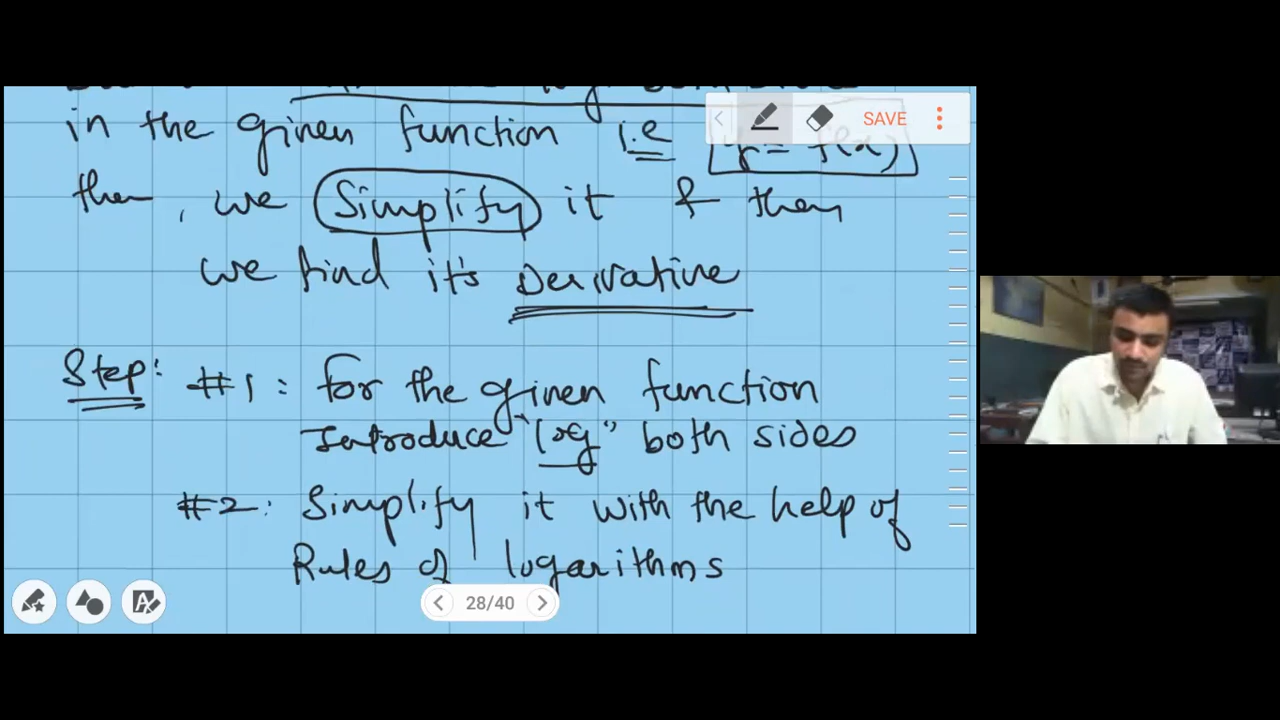 in the given function i.e y = f(x)
SAVE
then, we Simplify it & then
we find it's Derivative
Step: #1: for the given function
Introduce "log" both sides
#2: Simplify it with the help of
Rules of logarithms
28/40